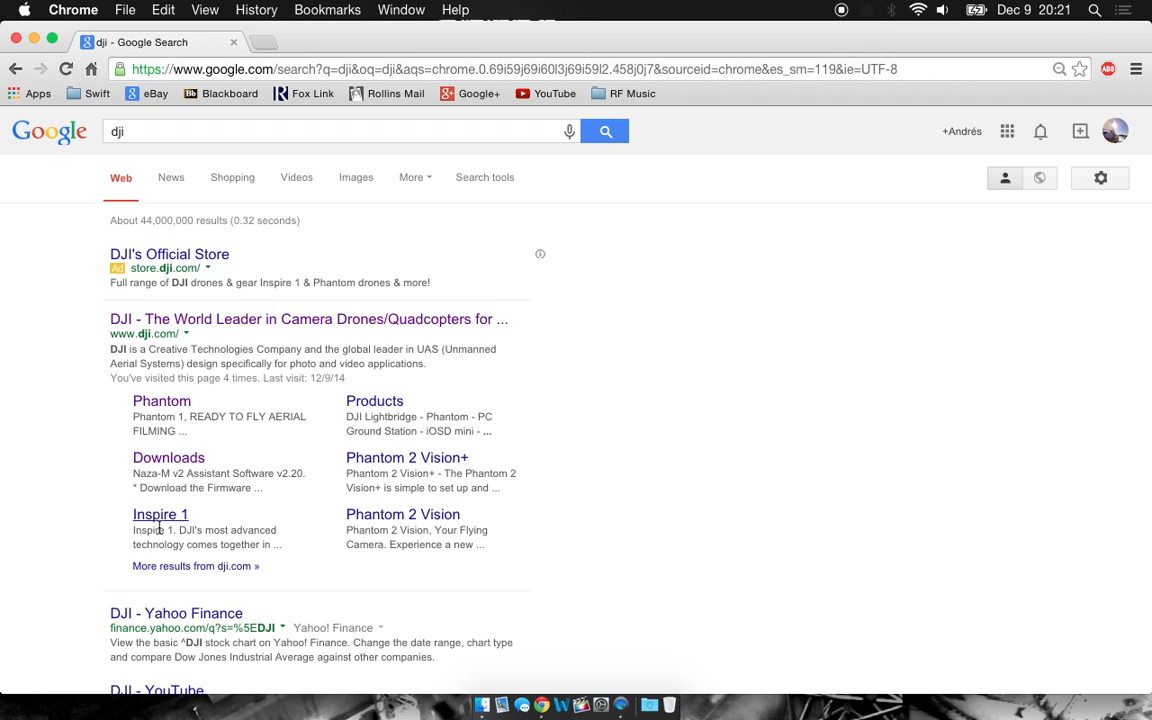 Chrome File Edit View History Bookmarks Window Help Dec 9 20:21
dji - Google Search
https://www.google.com/search?q=dji&oq=dji&aqs=chrome.0.69i59j69i60l3j69i59l2.458j0j7&sourceid=chrome&es_sm=119&ie=UTF-8 ABS
Apps Swift eBay Bb Blackboard Fox Link Rollins Mail Google+ YouTube RF Music
Google dji +Andrés
Web News Shopping Videos Images More Search tools
About 44,000,000 results (0.32 seconds)
DJI's Official Store
Ad store.dji.com/
Full range of DJI drones & gear Inspire 1 & Phantom drones & more!
DJI - The World Leader in Camera Drones/Quadcopters for ...
www.dji.com/
DJI is a Creative Technologies Company and the global leader in UAS (Unmanned
Aerial Systems) design specifically for photo and video applications.
You've visited this page 4 times. Last visit: 12/9/14
Phantom
Phantom 1, READY TO FLY AERIAL
FILMING ...
Products
DJI Lightbridge - Phantom - PC
Ground Station - iOSD mini - ...
Downloads
Naza-M v2 Assistant Software v2.20.
* Download the Firmware ...
Phantom 2 Vision+
Phantom 2 Vision+ - The Phantom 2
Vision+ is simple to set up and ...
Inspire 1
Inspire 1. DJI's most advanced
technology comes together in ...
Phantom 2 Vision
Phantom 2 Vision, Your Flying
Camera. Experience a new ...
More results from dji.com »
DJI - Yahoo Finance
finance.yahoo.com/q?s=%5EDJI Yahoo! Finance
View the basic ^DJI stock chart on Yahoo! Finance. Change the date range, chart type
and compare Dow Jones Industrial Average against other companies.
DJI - YouTube